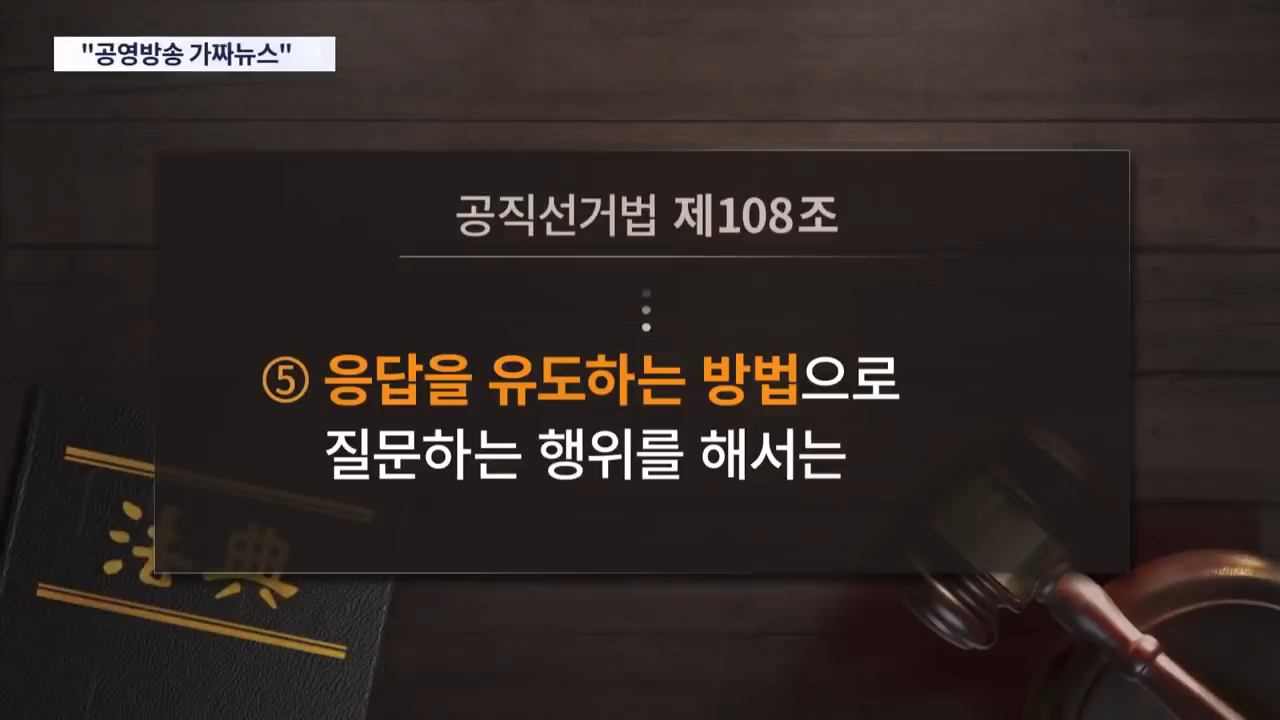 "공영방송 가짜뉴스"
공직선거법 제108조
⑤ 응답을 유도하는 방법으로
질문하는 행위를 해서는
法典